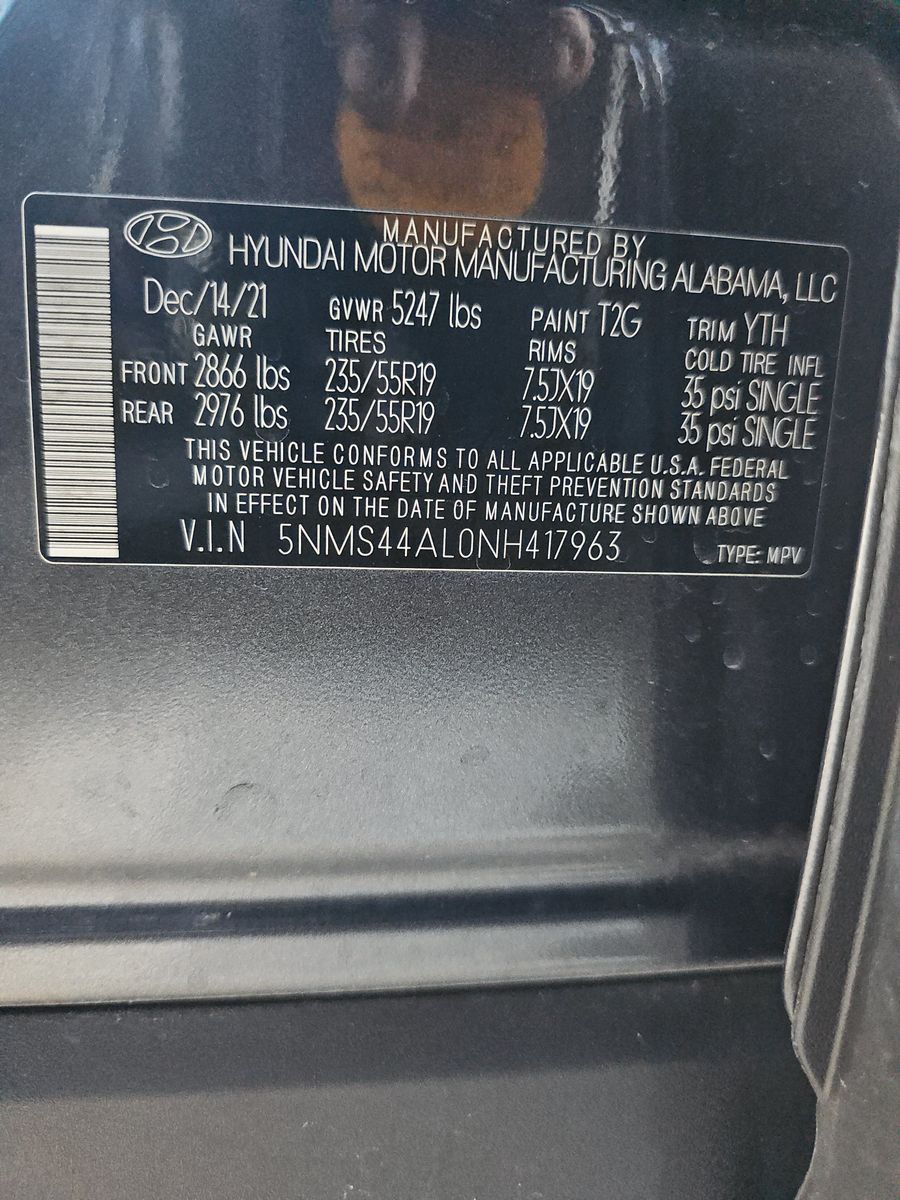 MANUFACTURED BY
HYUNDAI MOTOR MANUFACTURING ALABAMA, LLC
Dec/14/21 GVWR 5247 lbs PAINT T2G TRIM YTH
GAWR TIRES RIMS COLD TIRE INFL
FRONT 2866 lbs 235/55R19 7.5JX19 35 psi SINGLE
REAR 2976 lbs 235/55R19 7.5JX19 35 psi SINGLE
THIS VEHICLE CONFORMS TO ALL APPLICABLE U.S.A. FEDERAL
MOTOR VEHICLE SAFETY AND THEFT PREVENTION STANDARDS
IN EFFECT ON THE DATE OF MANUFACTURE SHOWN ABOVE
V.I.N 5NMS44AL0NH417963 TYPE: MPV